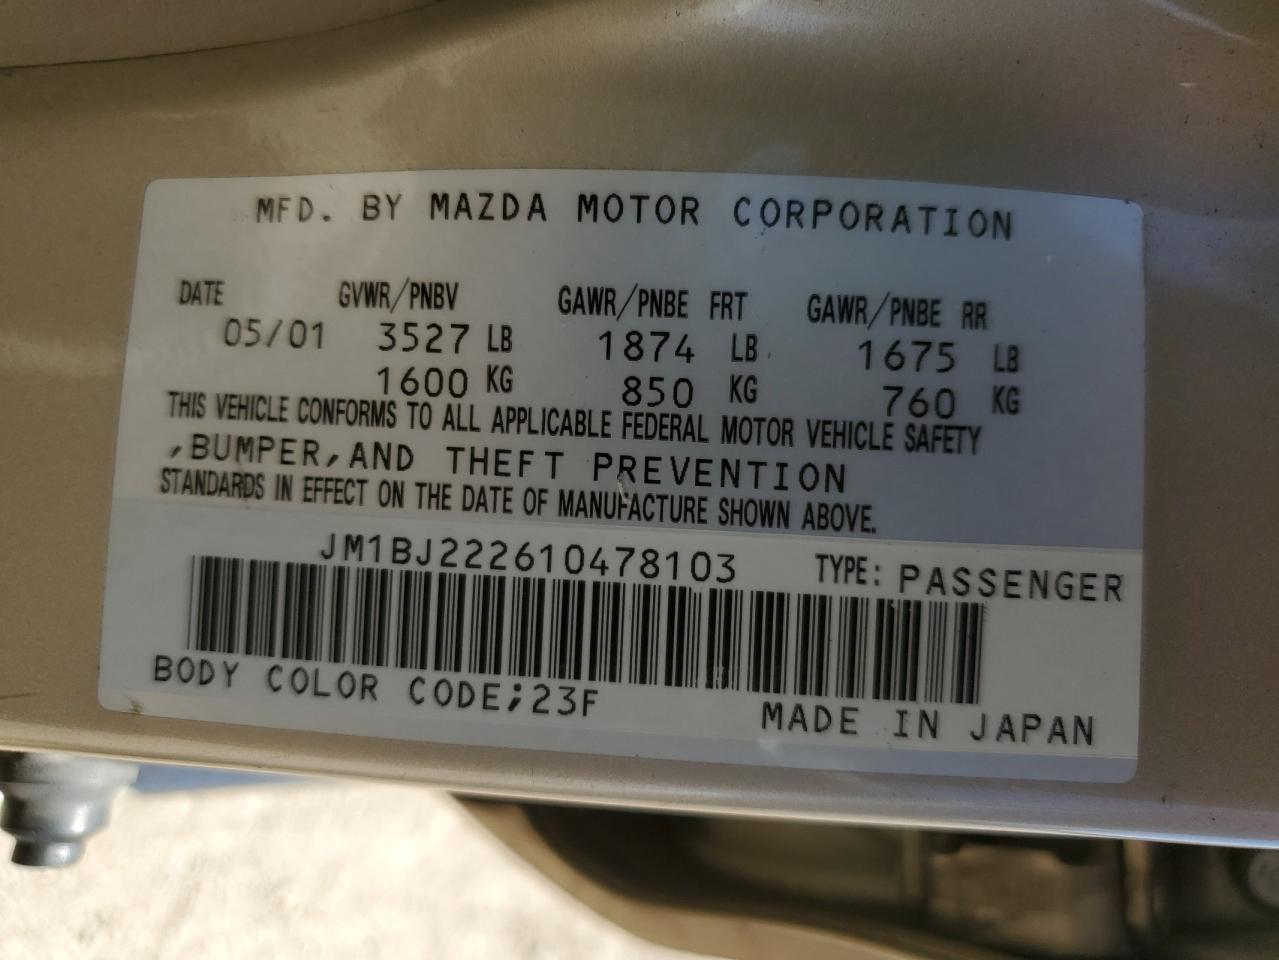 MFD. BY MAZDA MOTOR CORPORATION
DATE GVWR/PNBV GAWR/PNBE FRT GAWR/PNBE RR
05/01 3527 LB 1874 LB 1675 LB
1600 KG 850 KG 760 KG
THIS VEHICLE CONFORMS TO ALL APPLICABLE FEDERAL MOTOR VEHICLE SAFETY
,BUMPER,AND THEFT PREVENTION
STANDARDS IN EFFECT ON THE DATE OF MANUFACTURE SHOWN ABOVE.
JM1BJ222610478103 TYPE: PASSENGER
BODY COLOR CODE;23F
MADE IN JAPAN